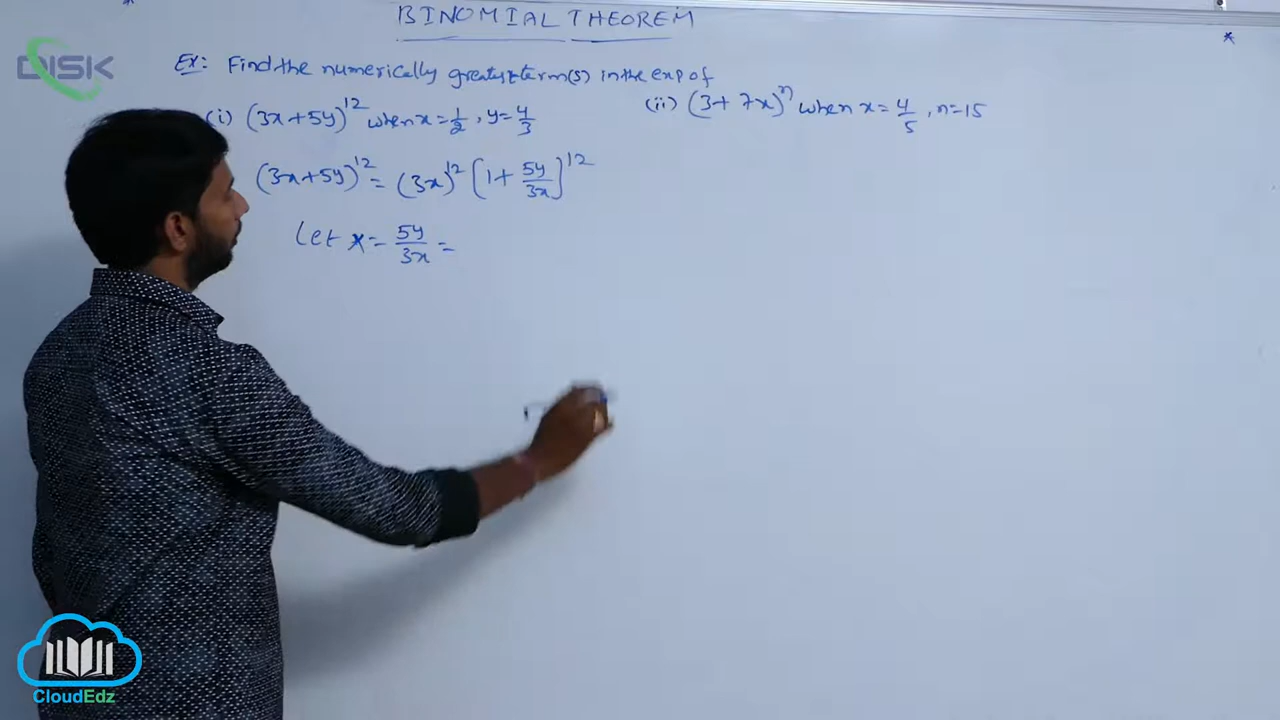 BINOMIAL THEOREM
DISK
Ex: Find the numerically greatest term(s) in the exp of
(i) (3x+5y)^12 when x=1/2, y=4/3
(ii) (3+7x)^n when x=4/5, n=15
(3x+5y)^12 = (3x)^12 [1+ 5y/3x]^12
Let x = 5y/3x =
CloudEdz